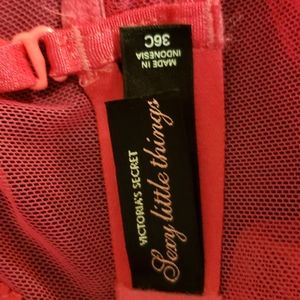 36C
MADE IN
INDONESIA
VICTORIA'S SECRET
Sexy little things